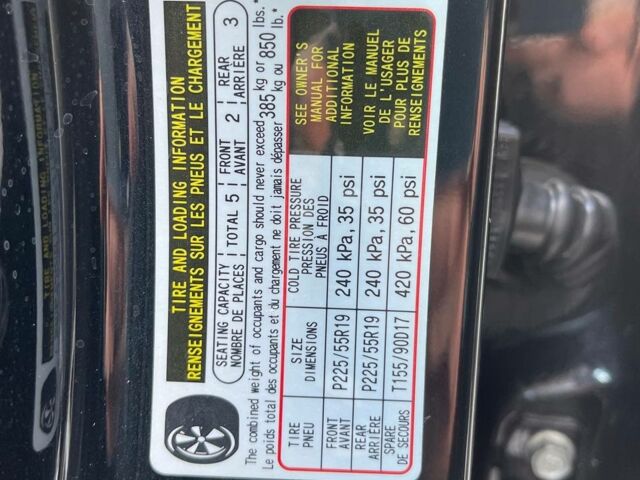 TIRE AND LOADING INFORMATION
RENSEIGNEMENTS SUR LES PNEUS ET LE CHARGEMENT
SEATING CAPACITY TOTAL 5 FRONT 2 REAR 3
NOMBRE DE PLACES AVANT ARRIÈRE
The combined weight of occupants and cargo should never exceed 385 kg or 850 lbs.*
Le poids total des occupants et du chargement ne doit jamais dépasser kg ou lb.*
TIRE SIZE COLD TIRE PRESSURE
PNEU DIMENSIONS PRESSION DES PNEUS A FROID
FRONT P225/55R19 240 kPa, 35 psi
AVANT
REAR P225/55R19 240 kPa, 35 psi
ARRIÈRE
SPARE T155/90D17 420 kPa, 60 psi
DE SECOURS
SEE OWNER'S
MANUAL FOR
ADDITIONAL
INFORMATION
VOIR LE MANUEL
DE L'USAGER
POUR PLUS DE
RENSEIGNEMENTS